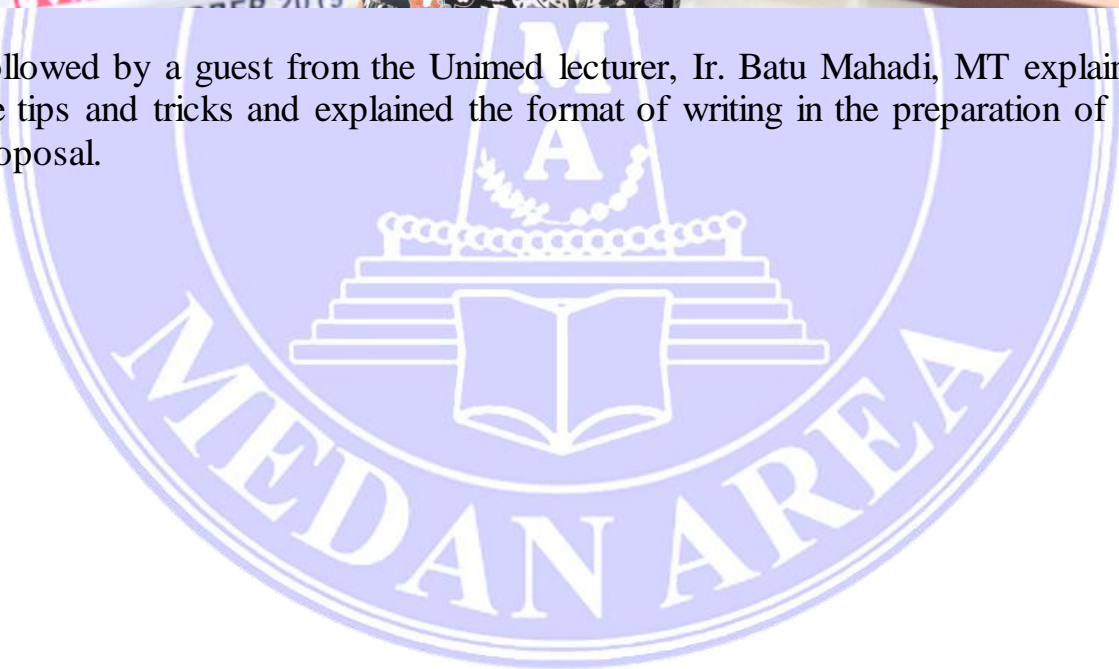 2019
llowed by a guest from the Unimed lecturer, Ir. Batu Mahadi, MT explain
e tips and tricks and explained the format of writing in the preparation of
oposal.
M
A
MEDAN AREA